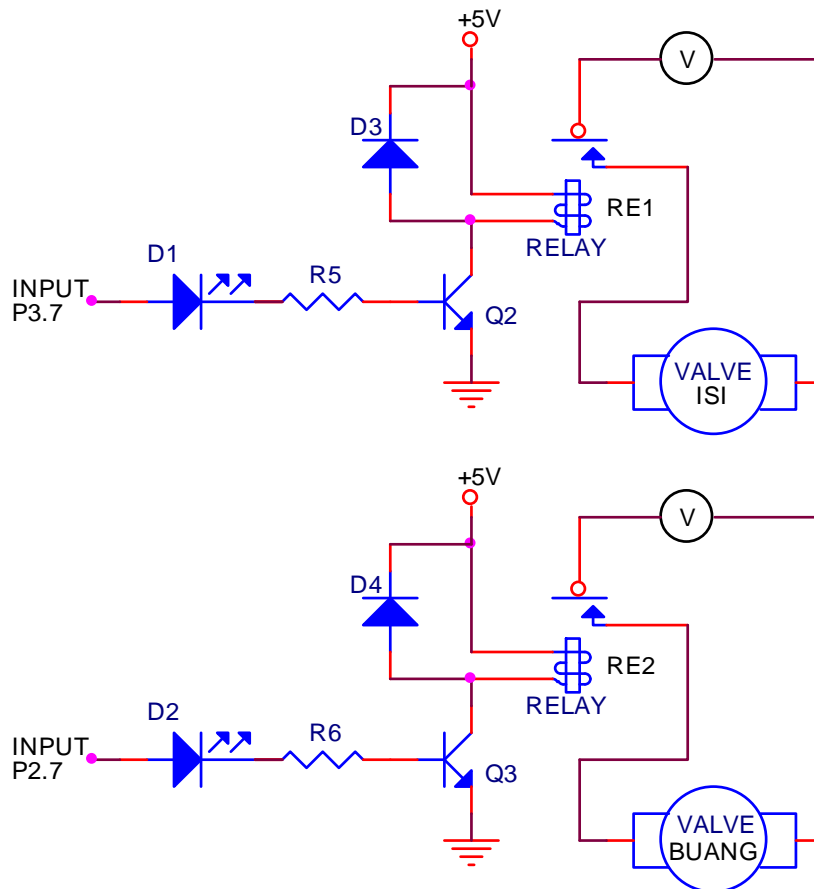 +5V
V
D3
RE1
RELAY
D1
R5
INPUT
P3.7
Q2
VALVE
ISI
+5V
V
D4
RE2
RELAY
D2
R6
INPUT
P2.7
Q3
VALVE
BUANG